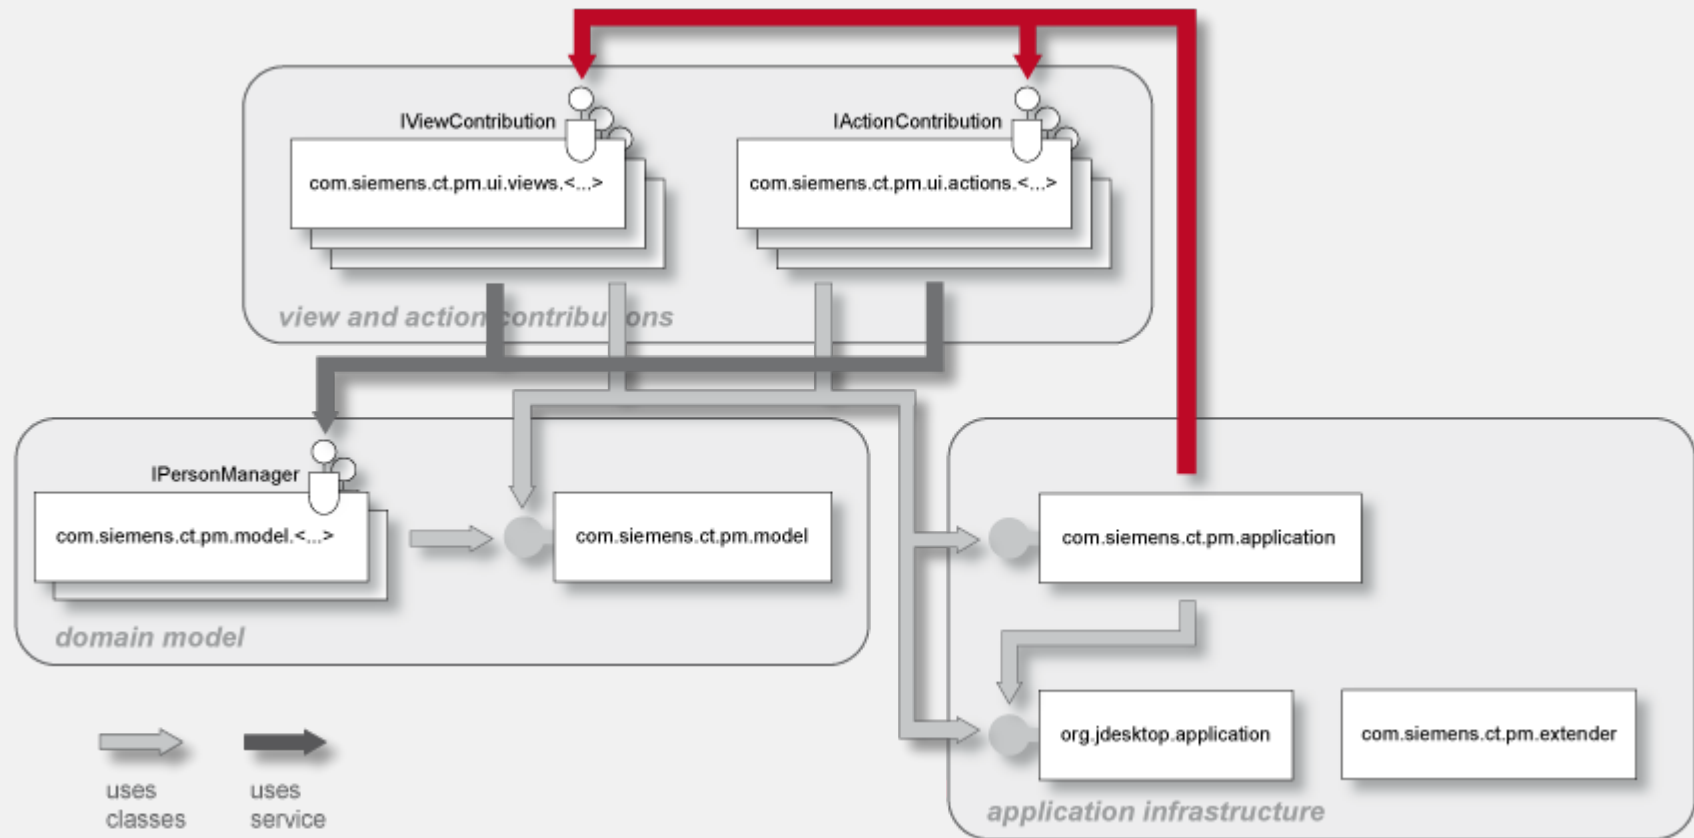 IViewContribution
IActionContribution
com.siemens.ct.pm.ui.views.<...>
com.siemens.ct.pm.ui.actions.<...>
view and action contributions
IPersonManager
com.siemens.ct.pm.model.<...>
com.siemens.ct.pm.model
com.siemens.ct.pm.application
domain model
org.jdesktop.application
com.siemens.ct.pm.extender
application infrastructure
uses
classes
uses
service